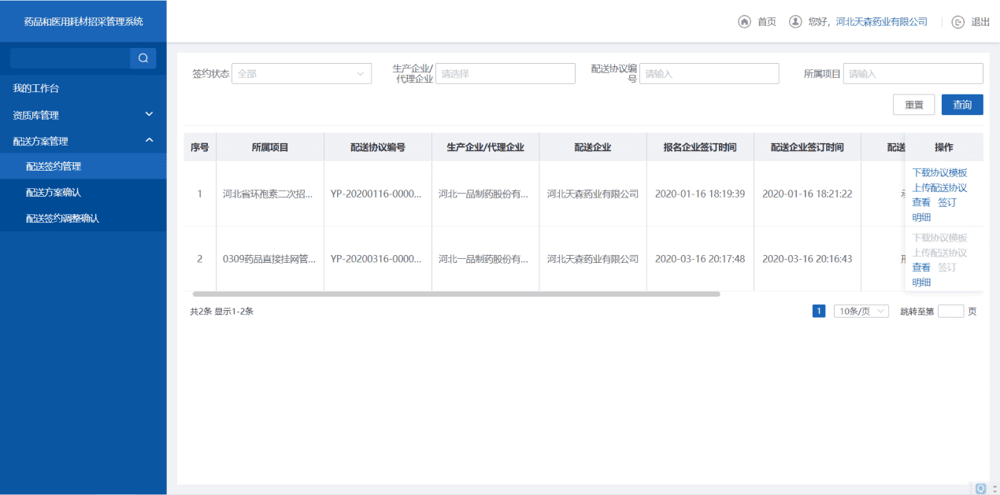 药品和医用耗材招采管理系统
首页
您好，河北天森药业有限公司
退出
我的工作台
资质库管理
配送方案管理
配送签约管理
配送方案确认
配送签约调整确认
签约状态 全部
生产企业/
代理企业 请选择
配送协议编
号 请输入
所属项目 请输入
重置 查询
序号 所属项目 配送协议编号 生产企业/代理企业 配送企业 报名企业签订时间 配送企业签订时间 配送 操作
1 河北省环孢素二次招... YP-20200116-0000... 河北一品制药股份有... 河北天森药业有限公司 2020-01-16 18:19:39 2020-01-16 18:21:22
下载协议模板
上传配送协议
查看 签订
明细
2 0309药品直接挂网管... YP-20200316-0000... 河北一品制药股份有... 河北天森药业有限公司 2020-03-16 20:17:48 2020-03-16 20:16:43
下载协议模板
上传配送协议
查看 签订
明细
共2条 显示1-2条
1 10条/页 跳转至第 页